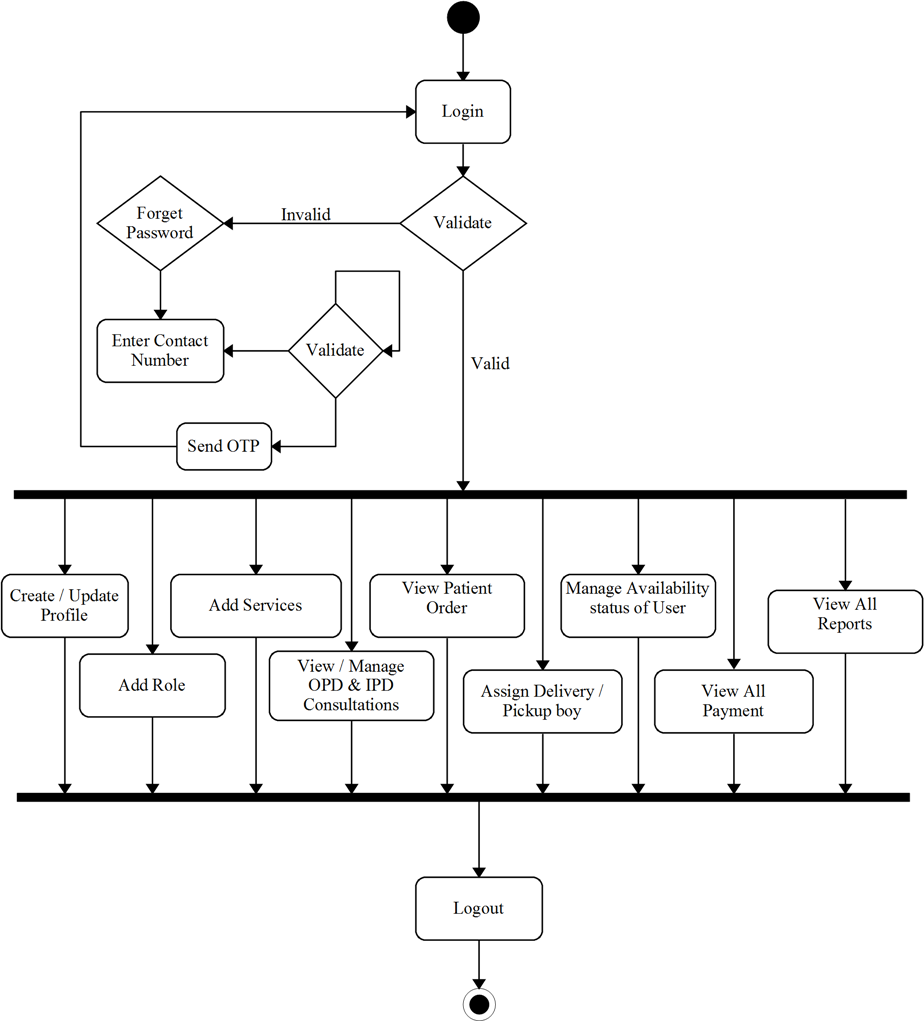 Login
Validate
Invalid
Forget
Password
Enter Contact
Number
Validate
Valid
Send OTP
Create / Update
Profile
Add Role
Add Services
View / Manage
OPD & IPD
Consultations
View Patient
Order
Assign Delivery /
Pickup boy
Manage Availability
status of User
View All
Payment
View All
Reports
Logout